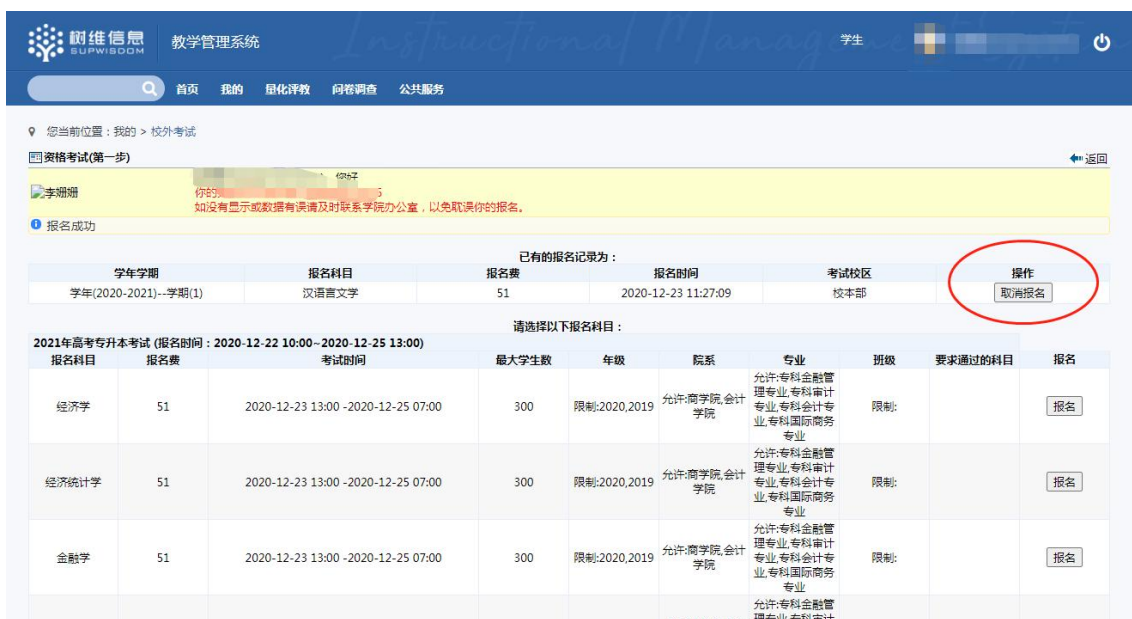 树维信息 SUPWISDOM 教学管理系统 学生
首页 我的 量化评教 问卷调查 公共服务
您当前位置：我的 > 校外考试
资格考试(第一步) 返回
您好
李姗姗
你的
如没有显示或数据有误请及时联系学院办公室，以免耽误你的报名。
报名成功
已有的报名记录为：
学年学期 报名科目 报名费 报名时间 考试校区 操作
学年(2020-2021)--学期(1) 汉语言文学 51 2020-12-23 11:27:09 校本部 取消报名
请选择以下报名科目：
2021年高考专升本考试 (报名时间：2020-12-22 10:00~2020-12-25 13:00)
报名科目 报名费 考试时间 最大学生数 年级 院系 专业 班级 要求通过的科目 报名
经济学 51 2020-12-23 13:00 -2020-12-25 07:00 300 限制:2020,2019 允许:商学院,会计学院 允许:专科金融管理专业,专科审计专业,专科会计专业,专科国际商务专业 限制: 报名
经济统计学 51 2020-12-23 13:00 -2020-12-25 07:00 300 限制:2020,2019 允许:商学院,会计学院 允许:专科金融管理专业,专科审计专业,专科会计专业,专科国际商务专业 限制: 报名
金融学 51 2020-12-23 13:00 -2020-12-25 07:00 300 限制:2020,2019 允许:商学院,会计学院 允许:专科金融管理专业,专科审计专业,专科会计专业,专科国际商务专业 限制: 报名
允许:专科金融管
理专业,专科审计